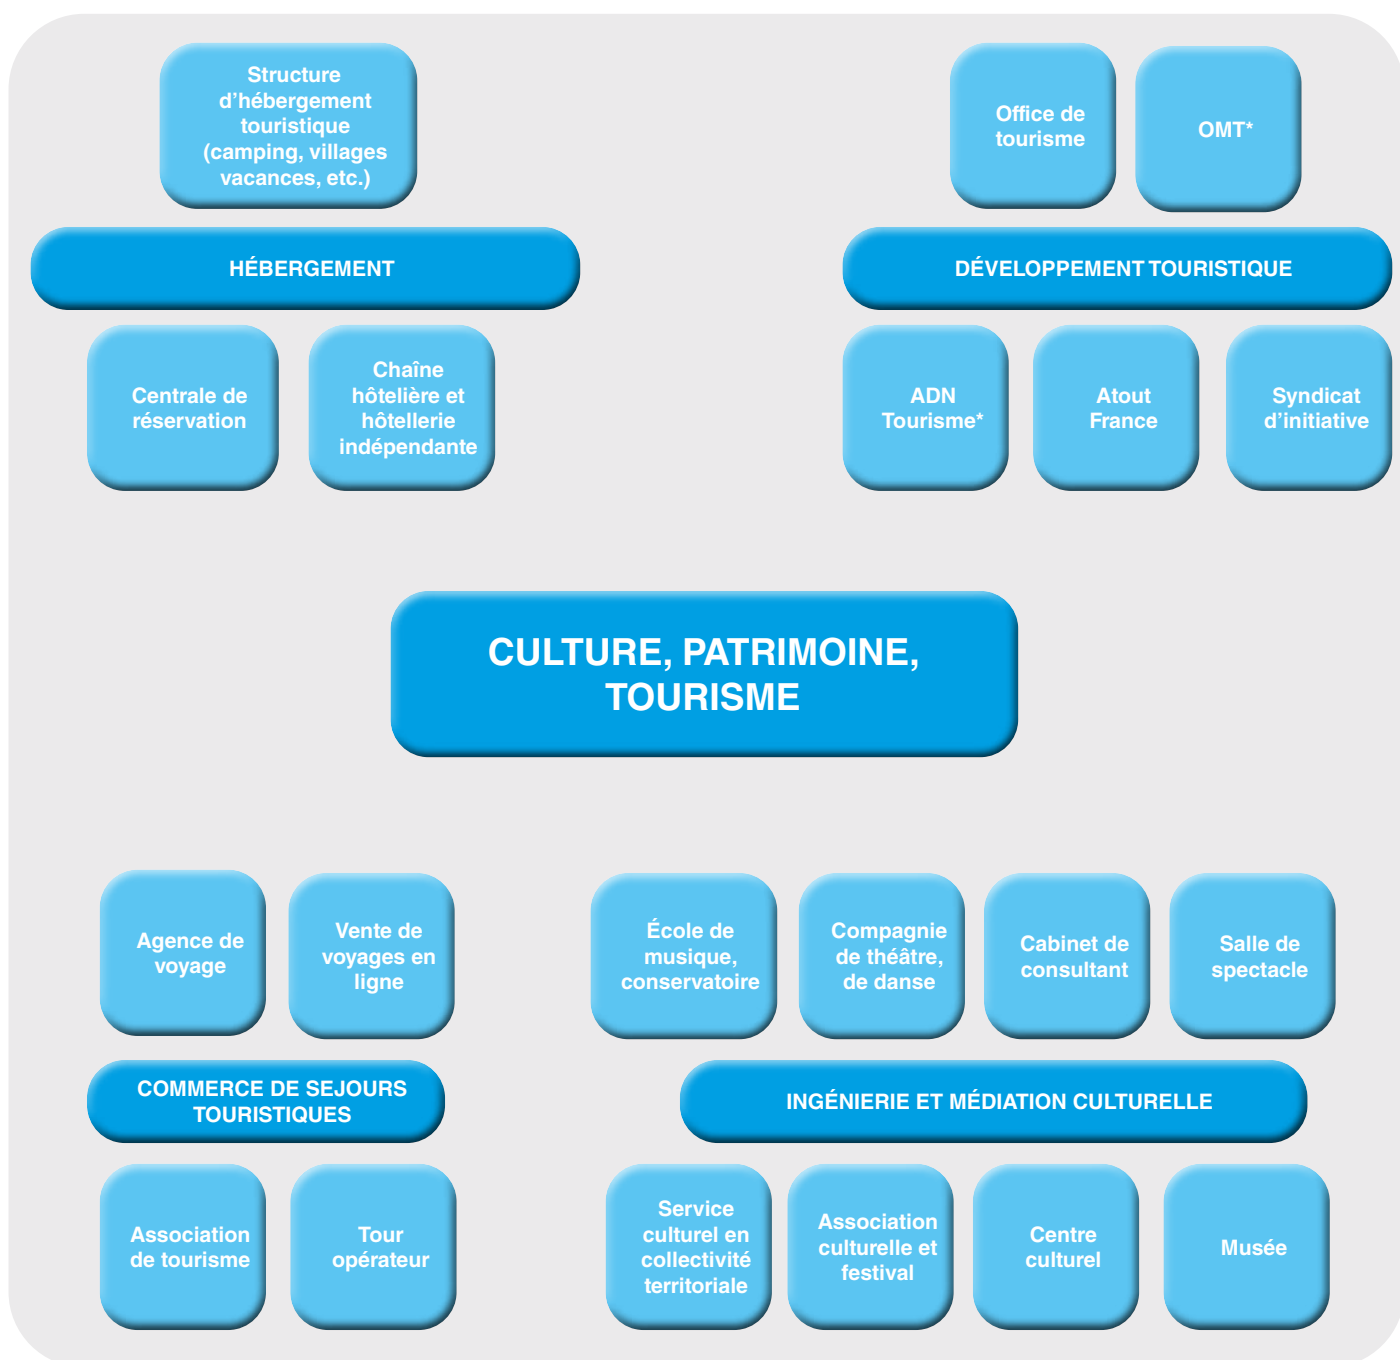 Structure
d’hébergement
touristique
(camping, villages
vacances, etc.)
Office de
tourisme
OMT*
HÉBERGEMENT
DÉVELOPPEMENT TOURISTIQUE
Centrale de
réservation
Chaîne
hôtelière et
hôtellerie
indépendante
ADN
Tourisme*
Atout
France
Syndicat
d’initiative
CULTURE, PATRIMOINE,
TOURISME
Agence de
voyage
Vente de
voyages en
ligne
École de
musique,
conservatoire
Compagnie
de théâtre,
de danse
Cabinet de
consultant
Salle de
spectacle
COMMERCE DE SEJOURS
TOURISTIQUES
INGÉNIERIE ET MÉDIATION CULTURELLE
Association
de tourisme
Tour
opérateur
Service
culturel en
collectivité
territoriale
Association
culturelle et
festival
Centre
culturel
Musée